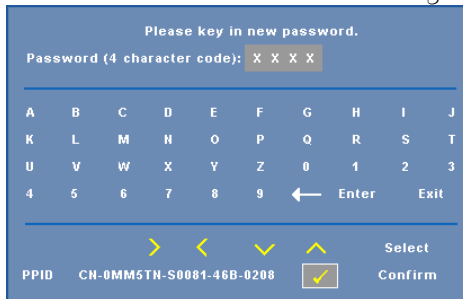 Please key in new password.
Password (4 character code): X X X X
A B C D E F G H I J
K L M N O P Q R S T
U V W X Y Z 0 1 2 3
4 5 6 7 8 9 ← Enter Exit
Select
PPID CN-0MM5TN-S0081-46B-0208 Confirm